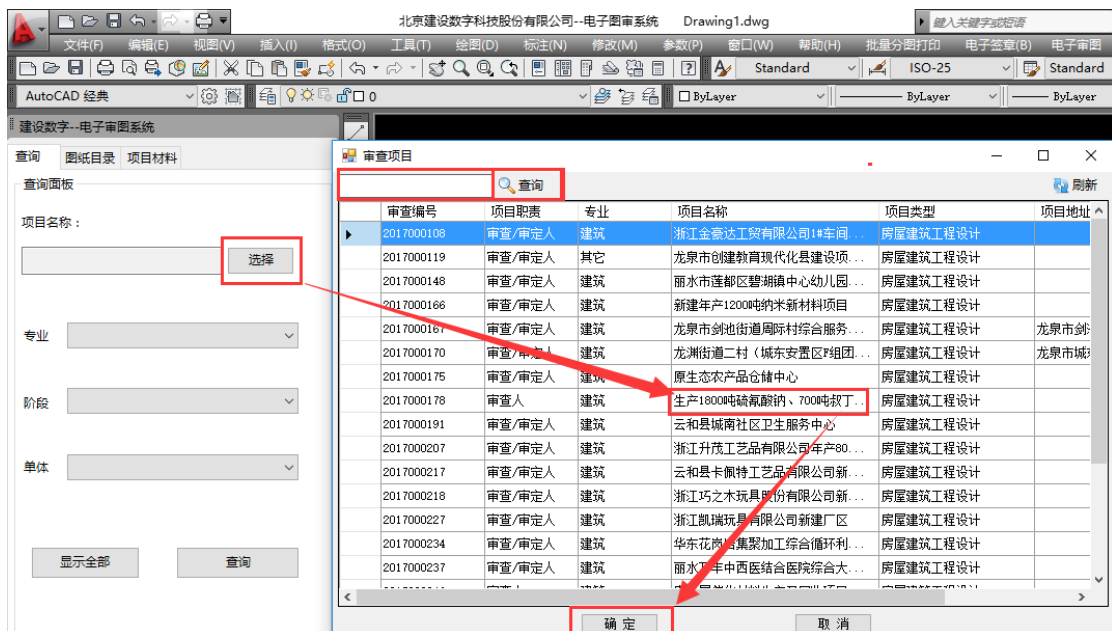 北京建设数字科技股份有限公司--电子图审系统 Drawing1.dwg
键入关键字或短语
文件(F) 编辑(E) 视图(V) 插入(I) 格式(O) 工具(T) 绘图(D) 标注(N) 修改(M) 参数(P) 窗口(W) 帮助(H) 批量分图打印 电子签章(B) 电子审图
Standard ISO-25 Standard
AutoCAD 经典 0 ByLayer ByLayer ByLayer
建设数字--电子审图系统
查询 图纸目录 项目材料
查询面板
项目名称：
选择
专业
阶段
单体
显示全部 查询
审查项目
查询 刷新
审查编号 项目职责 专业 项目名称 项目类型 项目地址
2017000108 审查/审定人 建筑 浙江金豪达工贸有限公司1#车间... 房屋建筑工程设计
2017000119 审查/审定人 其它 龙泉市创建教育现代化县建设项... 房屋建筑工程设计
2017000148 审查/审定人 建筑 丽水市莲都区碧湖镇中心幼儿园... 房屋建筑工程设计
2017000166 审查/审定人 建筑 新建年产1200吨纳米新材料项目 房屋建筑工程设计
2017000167 审查/审定人 建筑 龙泉市剑池街道周际村综合服务... 房屋建筑工程设计 龙泉市剑
2017000170 审查/审定人 建筑 龙渊街道二村（城东安置区F组团... 房屋建筑工程设计 龙泉市城
2017000175 审查/审定人 建筑 原生态农产品仓储中心 房屋建筑工程设计
2017000178 审查人 建筑 生产1800吨硫氰酸钠、700吨叔丁... 房屋建筑工程设计
2017000191 审查/审定人 建筑 云和县城南社区卫生服务中心 房屋建筑工程设计
2017000207 审查/审定人 建筑 浙江升茂工艺品有限公司年产80... 房屋建筑工程设计
2017000217 审查/审定人 建筑 云和县卡佩特工艺品有限公司新... 房屋建筑工程设计
2017000218 审查/审定人 建筑 浙江巧之木玩具股份有限公司新... 房屋建筑工程设计
2017000227 审查/审定人 建筑 浙江凯瑞玩具有限公司新建厂区 房屋建筑工程设计
2017000234 审查/审定人 建筑 华东花岗 集聚加工综合循环利... 房屋建筑工程设计
2017000237 审查/审定人 建筑 丽水 车中西医结合医院综合大... 房屋建筑工程设计
确 定 取 消